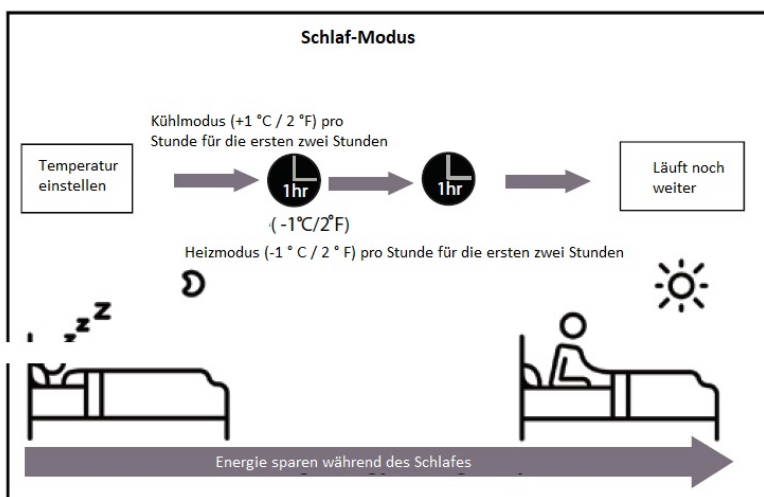 Schlaf-Modus
Kühlmodus (+1 °C / 2 °F) pro
Stunde für die ersten zwei Stunden
Temperatur
einstellen
1hr
1hr
Läuft noch
weiter
( -1°C/2°F)
Heizmodus (-1 ° C / 2 ° F) pro Stunde für die ersten zwei Stunden
z z Z
Energie sparen während des Schlafes